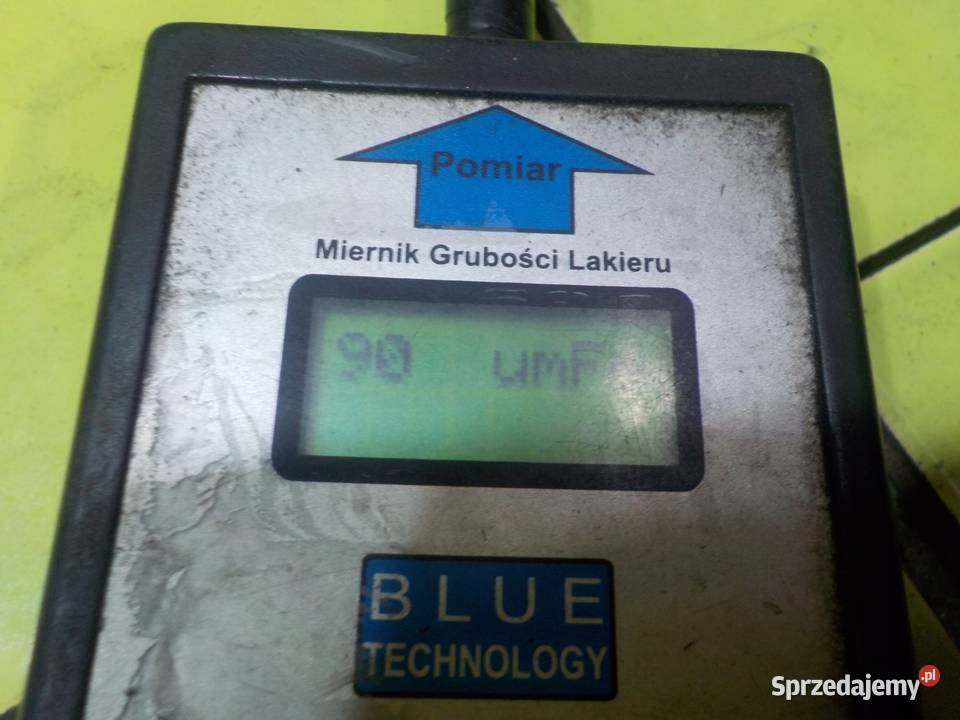 Pomiar
Miernik Grubości Lakieru
90 umFe
BLUE
TECHNOLOGY
Sprzedajemy.pl